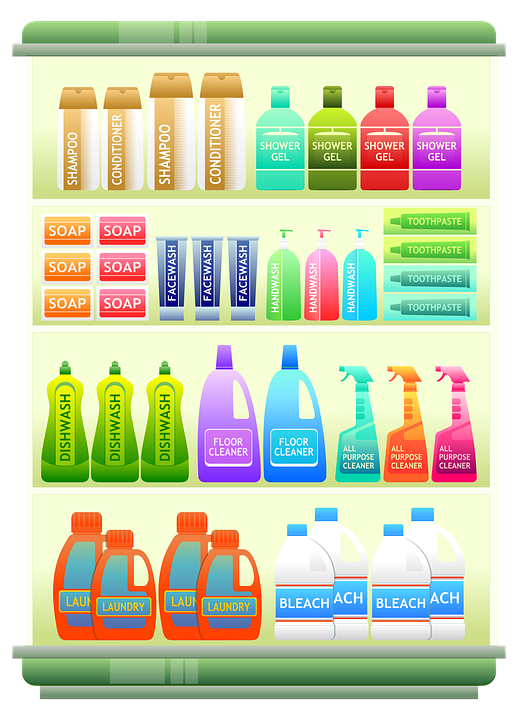 SHAMPOO
CONDITIONER
SHAMPOO
CONDITIONER
SHOWER
GEL
SHOWER
GEL
SHOWER
GEL
SHOWER
GEL
SOAP
SOAP
SOAP
SOAP
SOAP
SOAP
FACEWASH
FACEWASH
FACEWASH
HANDWASH
HANDWASH
HANDWASH
TOOTHPASTE
TOOTHPASTE
TOOTHPASTE
TOOTHPASTE
DISHWASH
DISHWASH
DISHWASH
FLOOR
CLEANER
FLOOR
CLEANER
ALL
PURPOSE
CLEANER
ALL
PURPOSE
CLEANER
ALL
PURPOSE
CLEANER
LAUN
LAUNDRY
LAUN
LAUNDRY
BLEACH
ACH
BLEACH
ACH